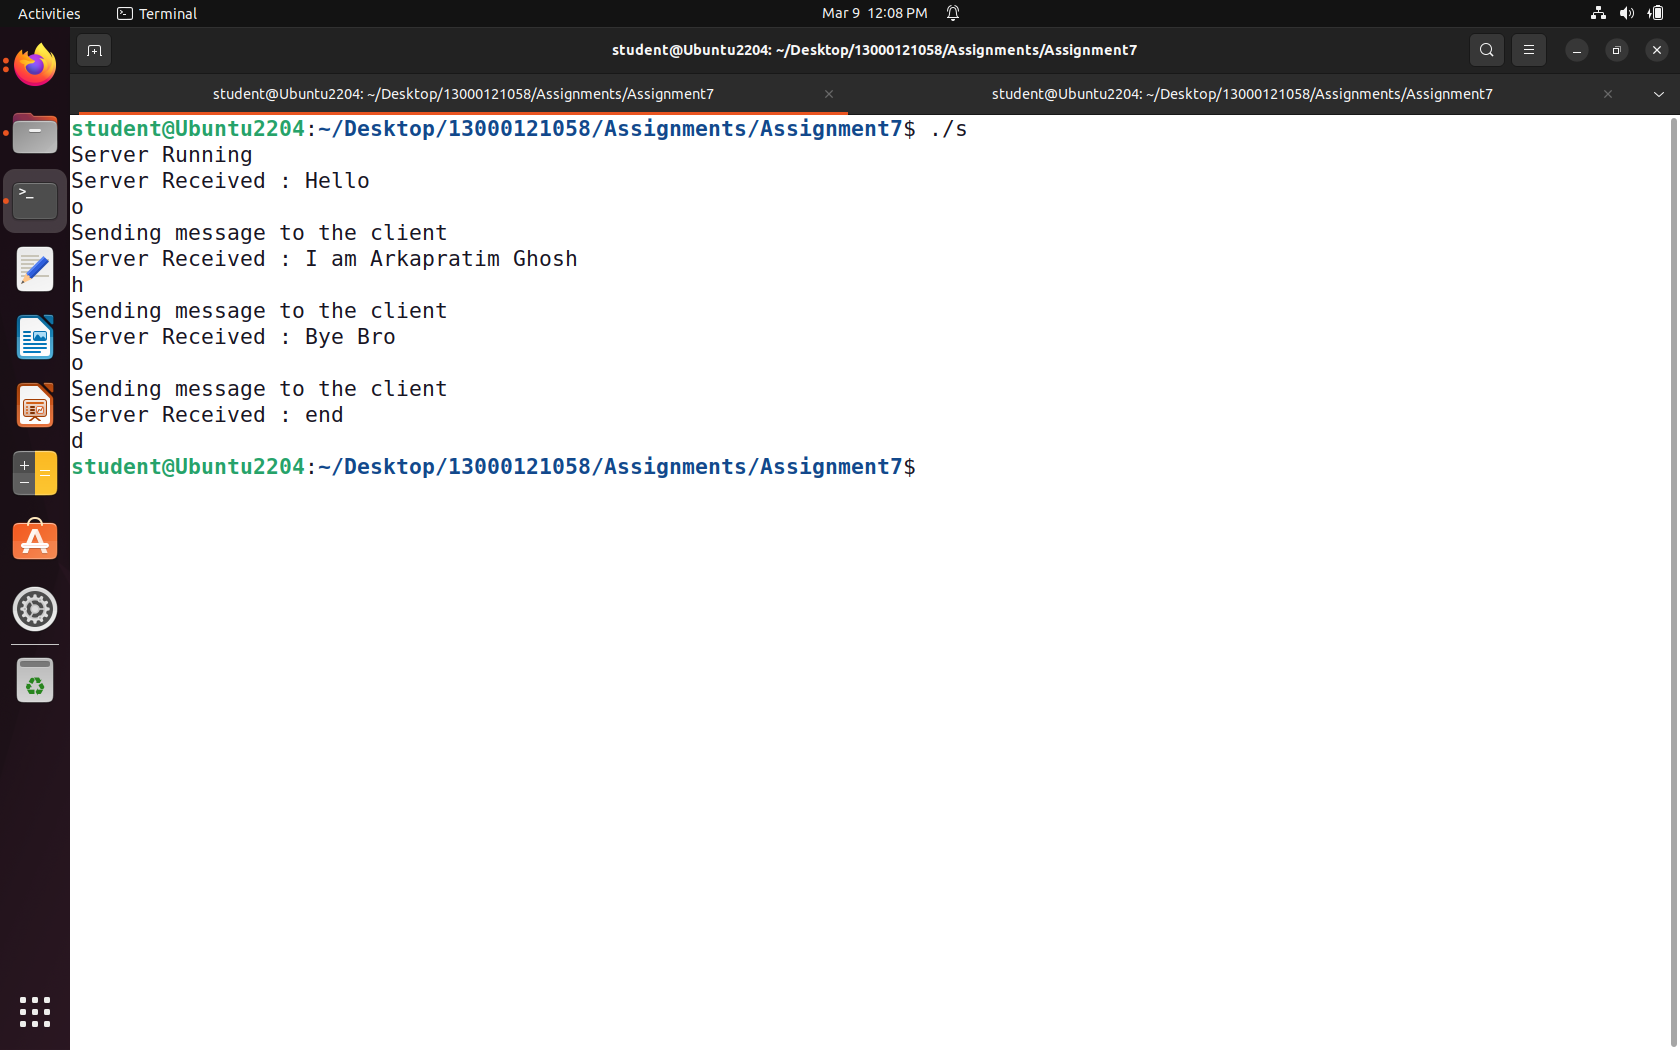 Activities
Terminal
Mar 9 12:08 PM
student@Ubuntu2204: ~/Desktop/13000121058/Assignments/Assignment7
student@Ubuntu2204: ~/Desktop/13000121058/Assignments/Assignment7
student@Ubuntu2204: ~/Desktop/13000121058/Assignments/Assignment7
student@Ubuntu2204:~/Desktop/13000121058/Assignments/Assignment7$ ./s
Server Running
Server Received : Hello
o
Sending message to the client
Server Received : I am Arkapratim Ghosh
h
Sending message to the client
Server Received : Bye Bro
o
Sending message to the client
Server Received : end
d
student@Ubuntu2204:~/Desktop/13000121058/Assignments/Assignment7$